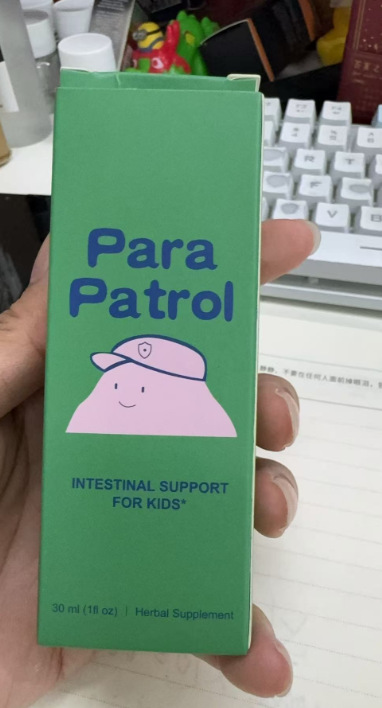 Para
Patrol
INTESTINAL SUPPORT
FOR KIDS*
30 ml (1fl oz) | Herbal Supplement
R T
F G
V B